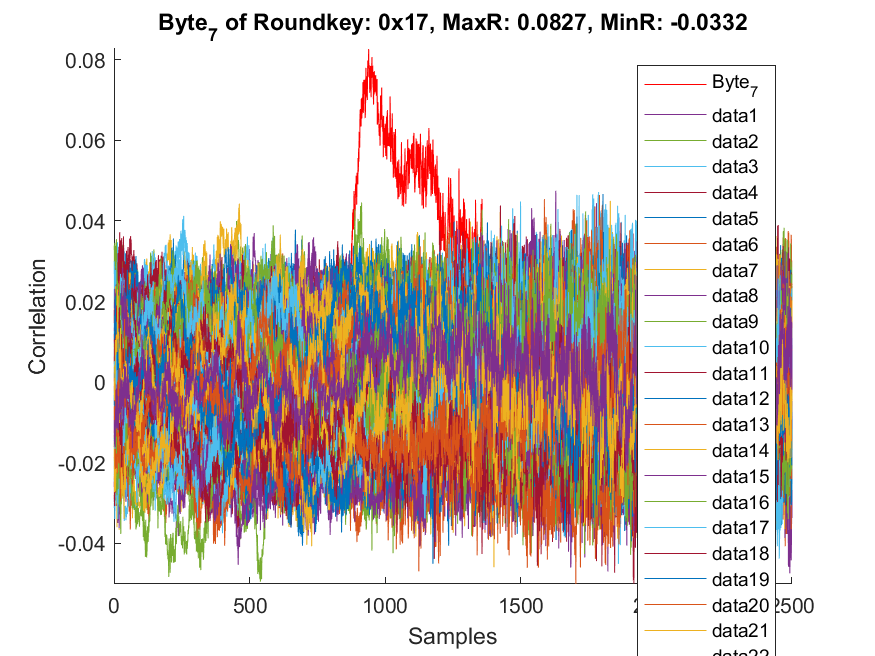 Byte7 of Roundkey: 0x17, MaxR: 0.0827, MinR: -0.0332
0.08
0.06
0.04
0.02
0
-0.02
-0.04
Corrlelation
0
500
1000
1500
2500
Samples
Byte7
data1
data2
data3
data4
data5
data6
data7
data8
data9
data10
data11
data12
data13
data14
data15
data16
data17
data18
data19
data20
data21
data22